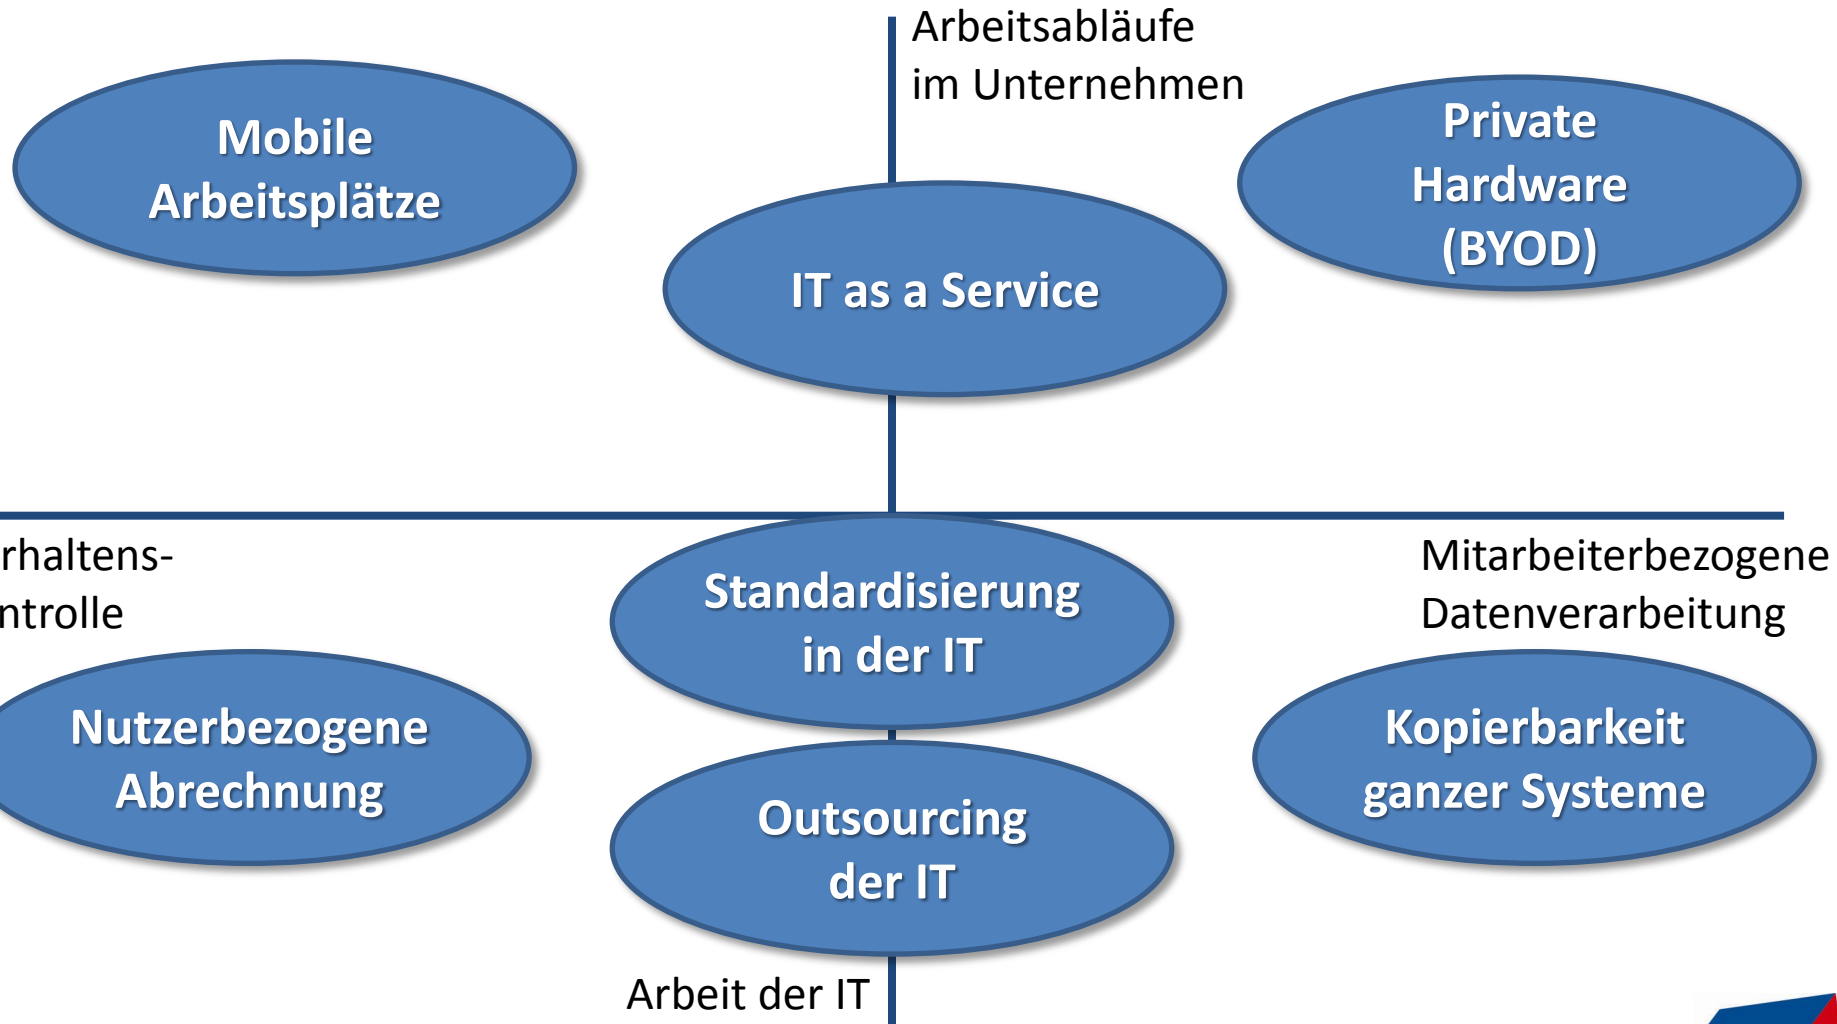 Arbeitsabläufe
im Unternehmen
Mobile
Arbeitsplätze
Private
Hardware
(BYOD)
IT as a Service
rhaltens-
ntrolle
Mitarbeiterbezogene
Datenverarbeitung
Standardisierung
in der IT
Nutzerbezogene
Abrechnung
Kopierbarkeit
ganzer Systeme
Outsourcing
der IT
Arbeit der IT